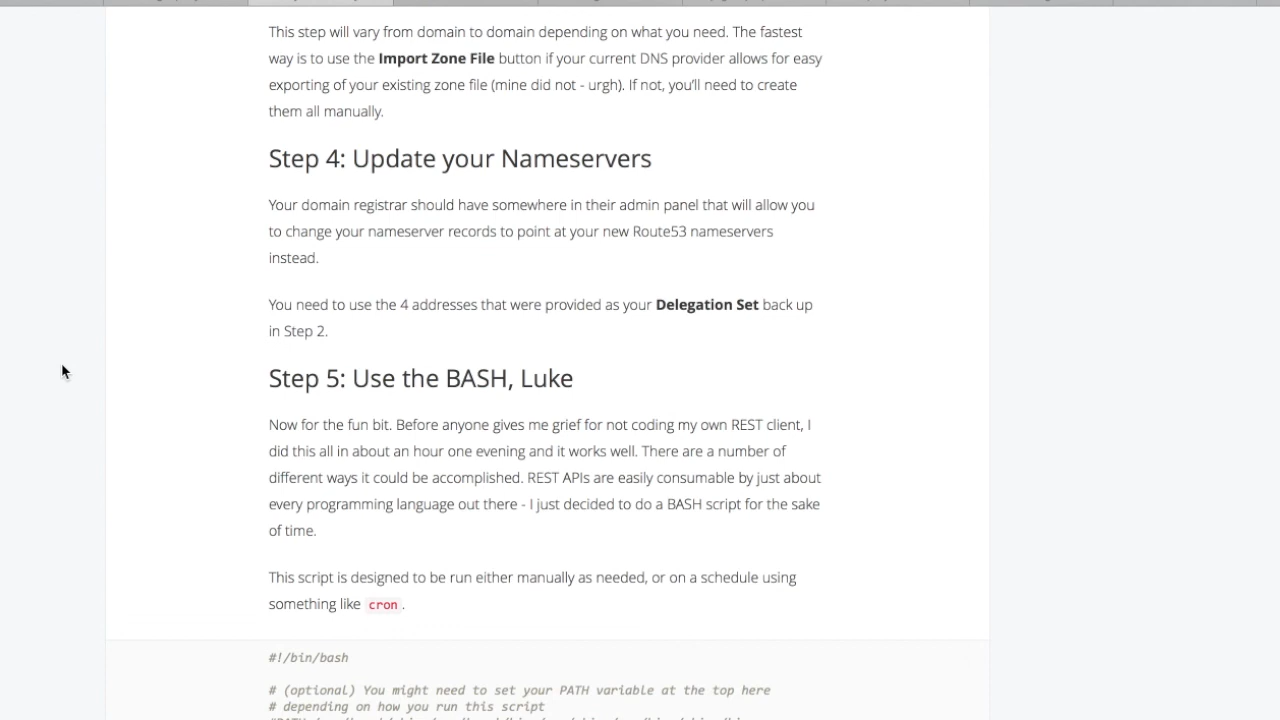 This step will vary from domain to domain depending on what you need. The fastest
way is to use the Import Zone File button if your current DNS provider allows for easy
exporting of your existing zone file (mine did not - urgh). If not, you’ll need to create
them all manually.
Step 4: Update your Nameservers
Your domain registrar should have somewhere in their admin panel that will allow you
to change your nameserver records to point at your new Route53 nameservers
instead.
You need to use the 4 addresses that were provided as your Delegation Set back up
in Step 2.
Step 5: Use the BASH, Luke
Now for the fun bit. Before anyone gives me grief for not coding my own REST client, I
did this all in about an hour one evening and it works well. There are a number of
different ways it could be accomplished. REST APIs are easily consumable by just about
every programming language out there - I just decided to do a BASH script for the sake
of time.
This script is designed to be run either manually as needed, or on a schedule using
something like cron .
#!/bin/bash
# (optional) You might need to set your PATH variable at the top here
# depending on how you run this script